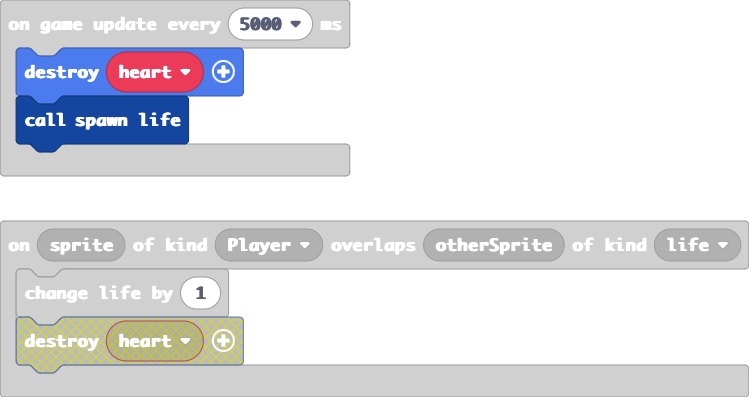 on game update every 5000 ms
destroy heart
call spawn life
on sprite of kind Player overlaps otherSprite of kind life
change life by 1
destroy heart